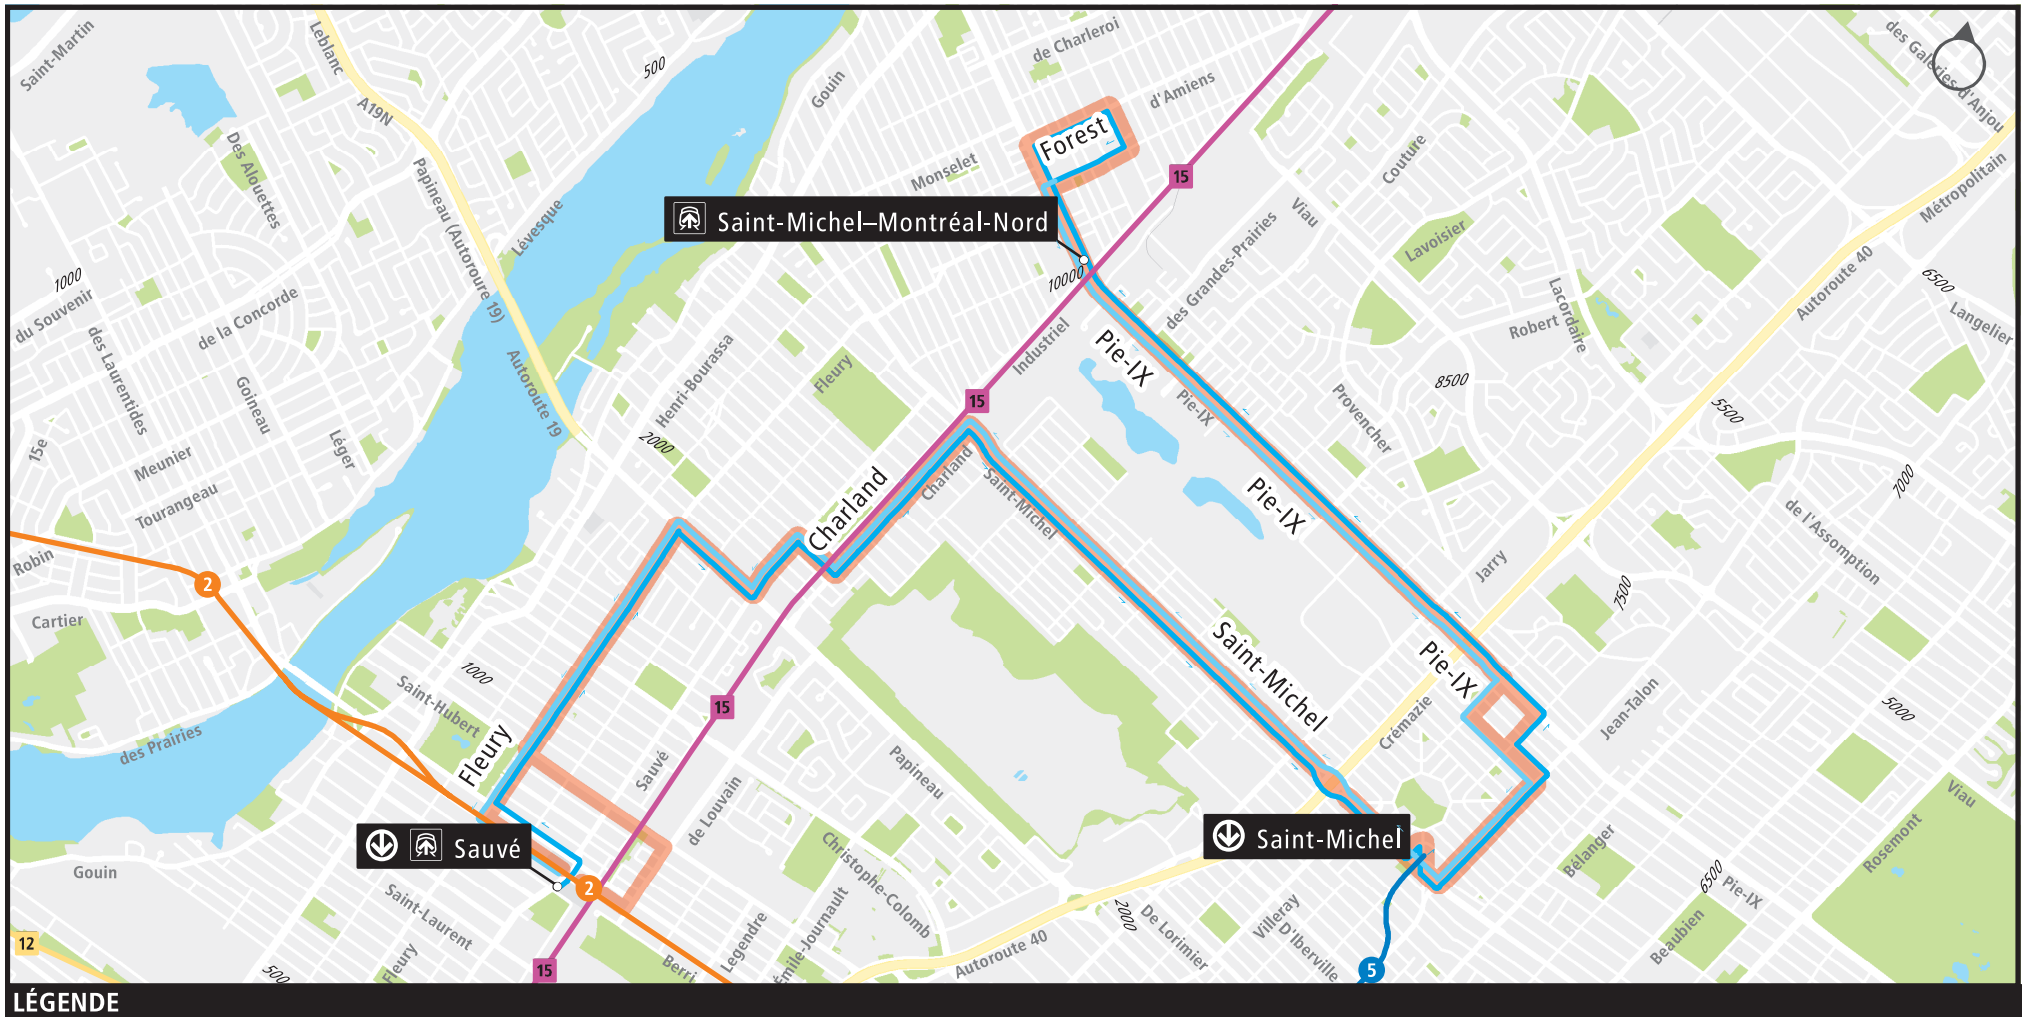 Saint-Martin
Leblanc
500
Gouin
de Charleroi
des Galeries d'Anjou
A19N
d'Amiens
Forest
Des Alouettes
Papineau (Autoroute 19)
Monselet
15
Couture
Métropolitain
Lévesque
Saint-Michel–Montréal-Nord
Viau
Lavoisier
1000
10000
des Grandes-Prairies
Autoroute 40
6500
du Souvenir
de la Concorde
Lacordaire
Robert
Langelier
des Laurentides
Autoroute 19
Henri-Bourassa
Industriel
Pie-IX
Fleury
8500
Goineau
15
Pie-IX
Provencher
5500
15e
Léger
2000
Meunier
Charland
Charland
Saint-Michel
Pie-IX
7000
Tourangeau
de l'Assomption
Robin
2
Jarry
7500
Cartier
Saint-Michel
Pie-IX
1000
Saint-Hubert
15
Jean-Talon
5000
des Prairies
Fleury
Sauvé
Crémazie
Papineau
de Louvain
Viau
Sauvé
Saint-Michel
Rosemont
Gouin
Christophe-Colomb
Bélanger
2
6500
Pie-IX
Saint-Laurent
Émile-Journault
Legendre
2000
De Lorimier
Villeray
D'Iberville
Beaubien
12
Fleury
500
15
Berri
Autoroute 40
5
LÉGENDE